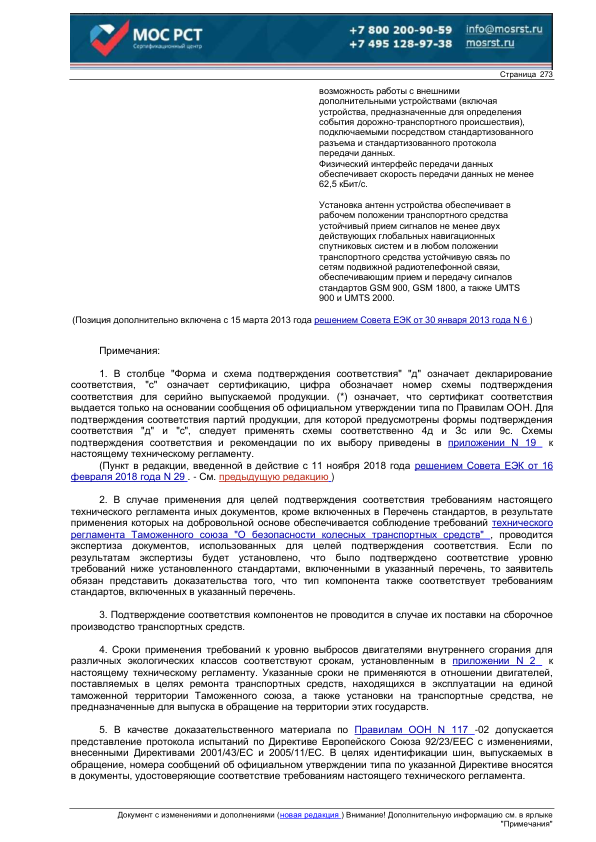 МОС РСТ
Сертификационный центр
+7 800 200-90-59 info@mosrst.ru
+7 495 128-97-38 mosrst.ru
Страница 273
возможность работы с внешними
дополнительными устройствами (включая
устройства, предназначенные для определения
события дорожно-транспортного происшествия),
подключаемыми посредством стандартизованного
разъема и стандартизованного протокола
передачи данных.
Физический интерфейс передачи данных
обеспечивает скорость передачи данных не менее
62,5 кБит/с.
Установка антенн устройства обеспечивает в
рабочем положении транспортного средства
устойчивый прием сигналов не менее двух
действующих глобальных навигационных
спутниковых систем и в любом положении
транспортного средства устойчивую связь по
сетям подвижной радиотелефонной связи,
обеспечивающим прием и передачу сигналов
стандартов GSM 900, GSM 1800, а также UMTS
900 и UMTS 2000.
(Позиция дополнительно включена с 15 марта 2013 года решением Совета ЕЭК от 30 января 2013 года N 6 )
Примечания:
1. В столбце "Форма и схема подтверждения соответствия" "д" означает декларирование
соответствия, "с" означает сертификацию, цифра обозначает номер схемы подтверждения
соответствия для серийно выпускаемой продукции. (*) означает, что сертификат соответствия
выдается только на основании сообщения об официальном утверждении типа по Правилам ООН. Для
подтверждения соответствия партий продукции, для которой предусмотрены формы подтверждения
соответствия "д" и "с", следует применять схемы соответственно 4д и 3с или 9с. Схемы
подтверждения соответствия и рекомендации по их выбору приведены в приложении N 19 к
настоящему техническому регламенту.
(Пункт в редакции, введенной в действие с 11 ноября 2018 года решением Совета ЕЭК от 16
февраля 2018 года N 29 . - См. предыдущую редакцию )
2. В случае применения для целей подтверждения соответствия требованиям настоящего
технического регламента иных документов, кроме включенных в Перечень стандартов, в результате
применения которых на добровольной основе обеспечивается соблюдение требований технического
регламента Таможенного союза "О безопасности колесных транспортных средств" , проводится
экспертиза документов, использованных для целей подтверждения соответствия. Если по
результатам экспертизы будет установлено, что было подтверждено соответствие уровню
требований ниже установленного стандартами, включенными в указанный перечень, то заявитель
обязан представить доказательства того, что тип компонента также соответствует требованиям
стандартов, включенных в указанный перечень.
3. Подтверждение соответствия компонентов не проводится в случае их поставки на сборочное
производство транспортных средств.
4. Сроки применения требований к уровню выбросов двигателями внутреннего сгорания для
различных экологических классов соответствуют срокам, установленным в приложении N 2 к
настоящему техническому регламенту. Указанные сроки не применяются в отношении двигателей,
поставляемых в целях ремонта транспортных средств, находящихся в эксплуатации на единой
таможенной территории Таможенного союза, а также установки на транспортные средства, не
предназначенные для выпуска в обращение на территории этих государств.
5. В качестве доказательственного материала по Правилам ООН N 117 -02 допускается
представление протокола испытаний по Директиве Европейского Союза 92/23/ЕЕС с изменениями,
внесенными Директивами 2001/43/ЕС и 2005/11/ЕС. В целях идентификации шин, выпускаемых в
обращение, номера сообщений об официальном утверждении типа по указанной Директиве вносятся
в документы, удостоверяющие соответствие требованиям настоящего технического регламента.
Документ с изменениями и дополнениями (новая редакция ) Внимание! Дополнительную информацию см. в ярлыке
"Примечания"